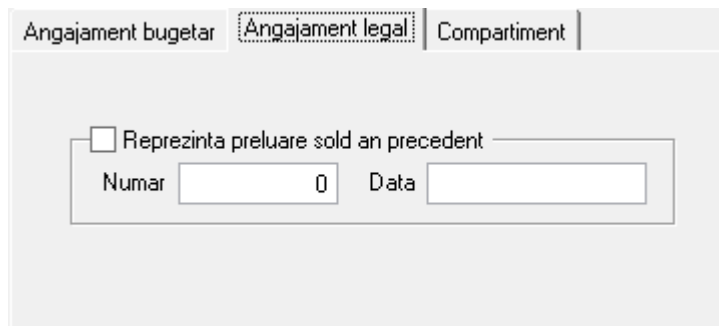 Angajament bugetar Angajament legal Compartiment
Reprezinta preluare sold an precedent
Numar 0 Data